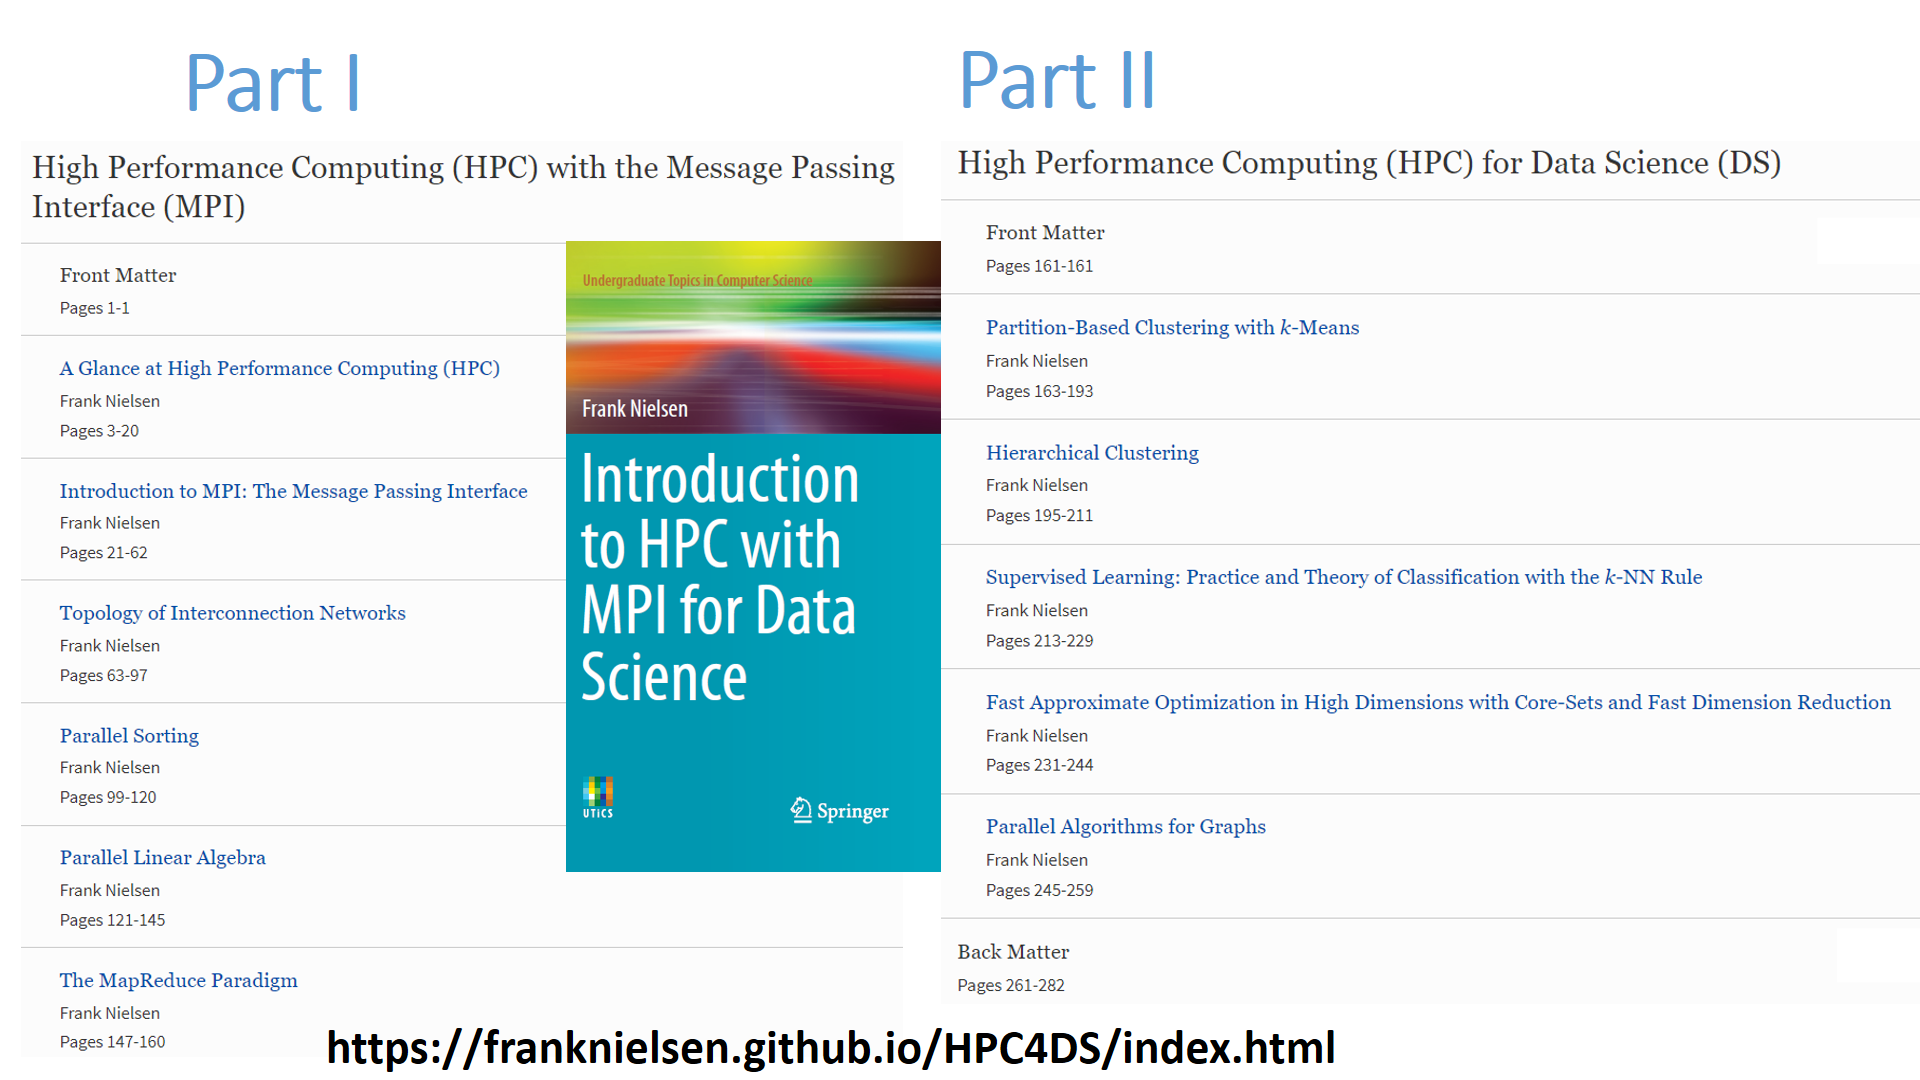 Part I
High Performance Computing (HPC) with the Message Passing
Interface (MPI)
Front Matter
Pages 1-1
A Glance at High Performance Computing (HPC)
Frank Nielsen
Pages 3-20
Introduction to MPI: The Message Passing Interface
Frank Nielsen
Pages 21-62
Topology of Interconnection Networks
Frank Nielsen
Pages 63-97
Parallel Sorting
Frank Nielsen
Pages 99-120
Parallel Linear Algebra
Frank Nielsen
Pages 121-145
The MapReduce Paradigm
Frank Nielsen
Pages 147-160
Undergraduate Topics in Computer Science
Frank Nielsen
Introduction
to HPC with
MPI for Data
Science
UTiCS
Springer
Part II
High Performance Computing (HPC) for Data Science (DS)
Front Matter
Pages 161-161
Partition-Based Clustering with k-Means
Frank Nielsen
Pages 163-193
Hierarchical Clustering
Frank Nielsen
Pages 195-211
Supervised Learning: Practice and Theory of Classification with the k-NN Rule
Frank Nielsen
Pages 213-229
Fast Approximate Optimization in High Dimensions with Core-Sets and Fast Dimension Reduction
Frank Nielsen
Pages 231-244
Parallel Algorithms for Graphs
Frank Nielsen
Pages 245-259
Back Matter
Pages 261-282
https://franknielsen.github.io/HPC4DS/index.html